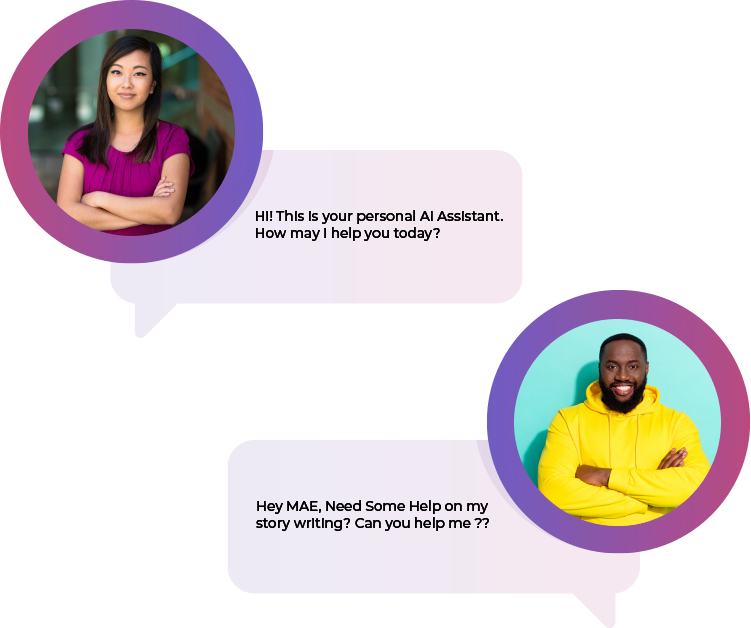 Hi! This is your personal AI Assistant.
How may I help you today?
Hey MAE, Need Some Help on my
story writing? Can you help me ??